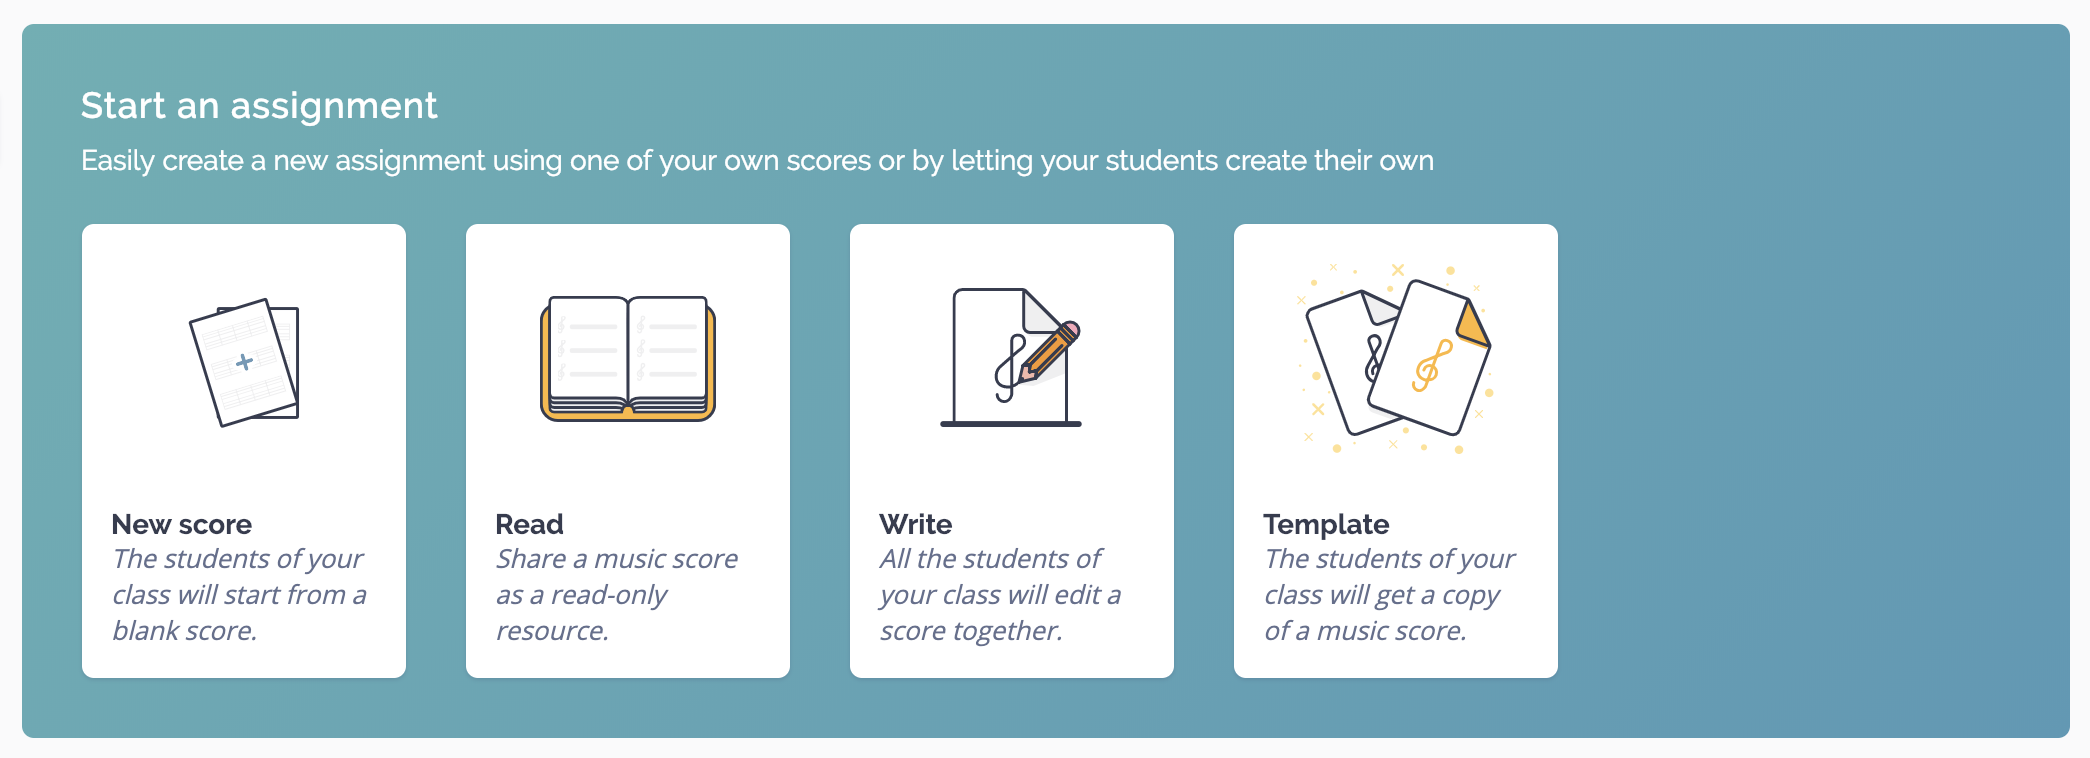 Start an assignment
Easily create a new assignment using one of your own scores or by letting your students create their own
New score
The students of your
class will start from a
blank score.
Read
Share a music score
as a read-only
resource.
Write
All the students of
your class will edit a
score together.
Template
The students of your
class will get a copy
of a music score.